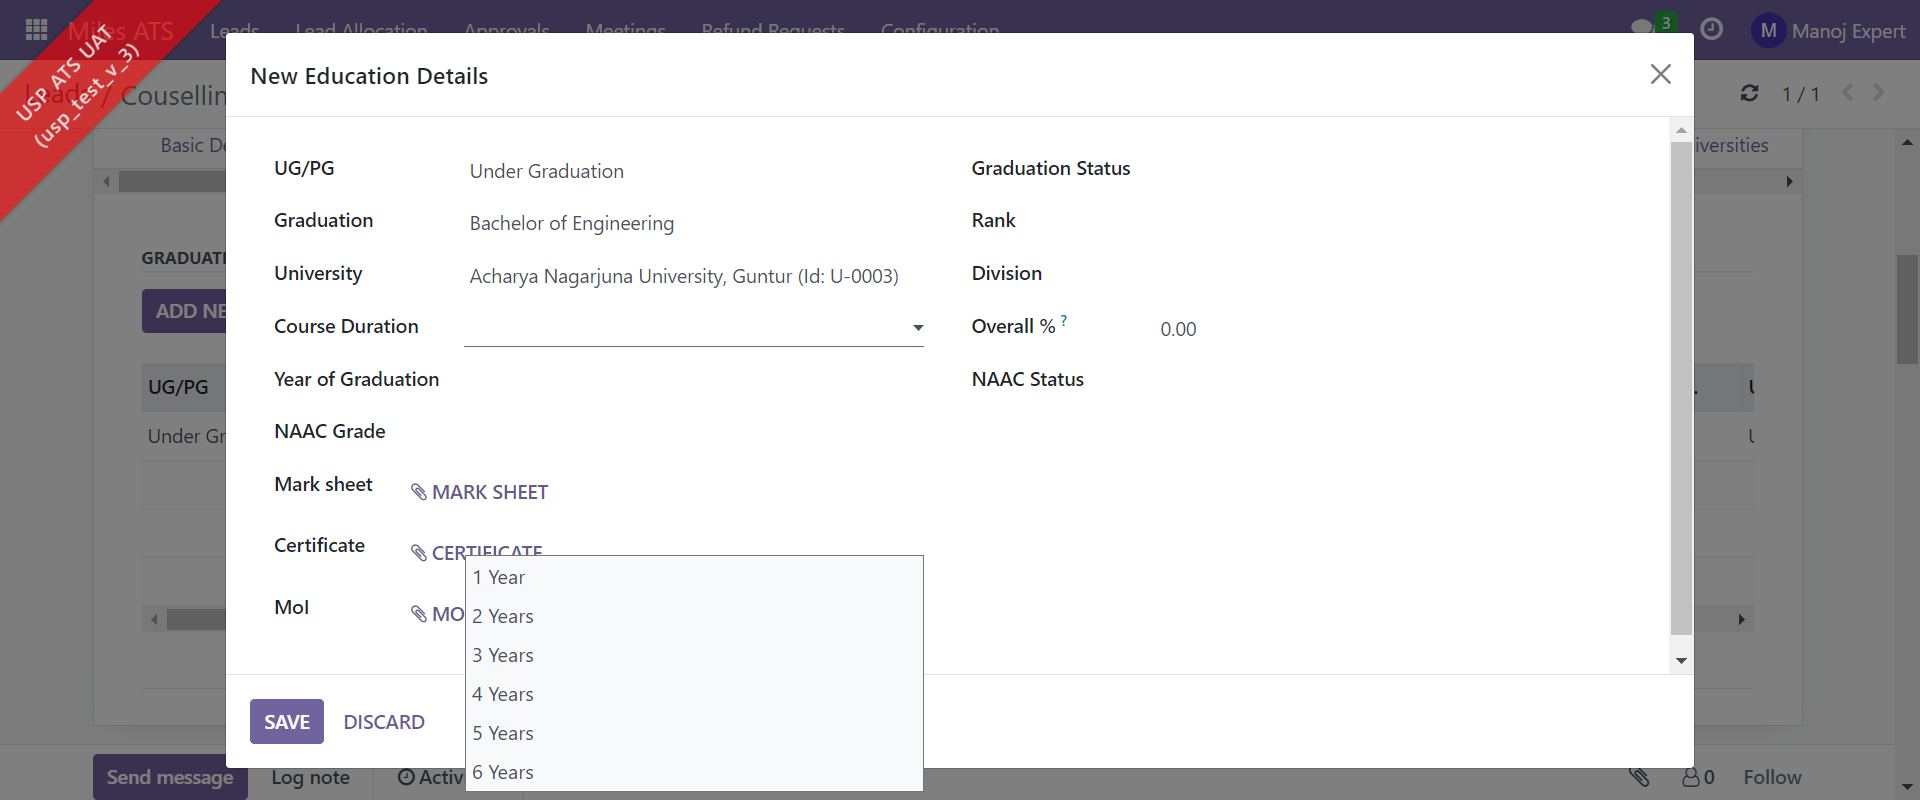 Miles ATS Leads Lead Allocation Approvals Meetings Refund Requests Configuration 3 M Manoj Expert
USP ATS UAT
(usp_test_v_3)
Leads / Cousellin 1 / 1
New Education Details
Basic De iversities
UG/PG Under Graduation Graduation Status
Graduation Bachelor of Engineering Rank
GRADUATI
University Acharya Nagarjuna University, Guntur (Id: U-0003) Division
ADD NE
Course Duration Overall % ? 0.00
Year of Graduation NAAC Status
UG/PG
NAAC Grade
Under Gr
Mark sheet MARK SHEET
Certificate CERTIFICATE
1 Year
MoI MO
2 Years
3 Years
4 Years
SAVE DISCARD
5 Years
6 Years
Send message Log note Activ 0 Follow